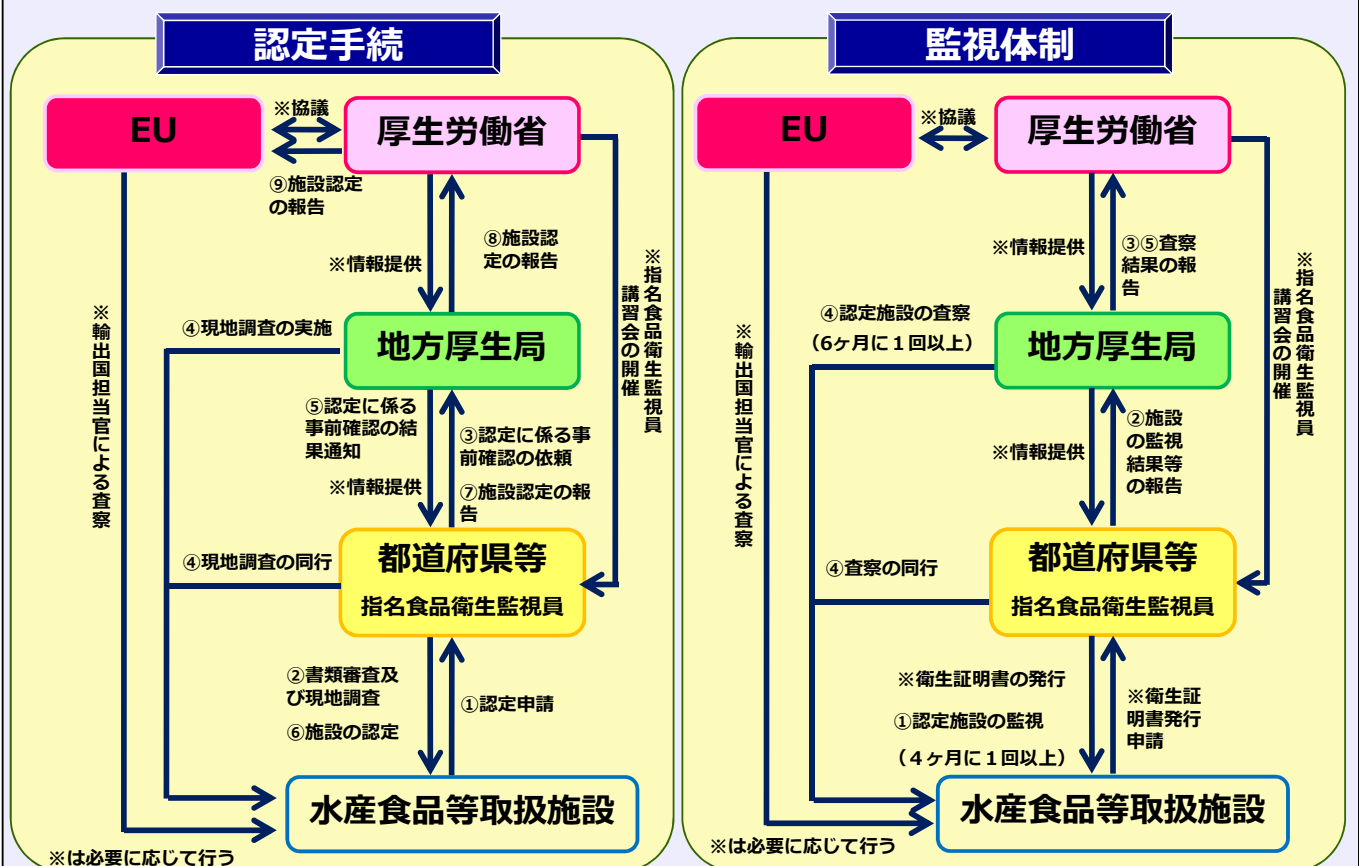 認定手続
EU
※協議
厚生労働省
⑨施設認定
の報告
⑧施設認
定の報告
※情報提供
※指名食品衛生監視員
講習会の開催
※輸出国担当官による査察
④現地調査の実施
地方厚生局
⑤認定に係る
事前確認の結
果通知
③認定に係る事
前確認の依頼
※情報提供
⑦施設認定の報
告
④現地調査の同行
都道府県等
指名食品衛生監視員
②書類審査及
び現地調査
①認定申請
⑥施設の認定
水産食品等取扱施設
※は必要に応じて行う
監視体制
EU
※協議
厚生労働省
※情報提供
③⑤査察
結果の報
告
※指名食品衛生監視員
講習会の開催
※輸出国担当官による査察
④認定施設の査察
（6ヶ月に１回以上）
地方厚生局
※情報提供
②施設
の監視
結果等
の報告
④査察の同行
都道府県等
指名食品衛生監視員
※衛生証明書の発行
①認定施設の監視
（４ヶ月に１回以上）
※衛生証
明書発行
申請
水産食品等取扱施設
※は必要に応じて行う